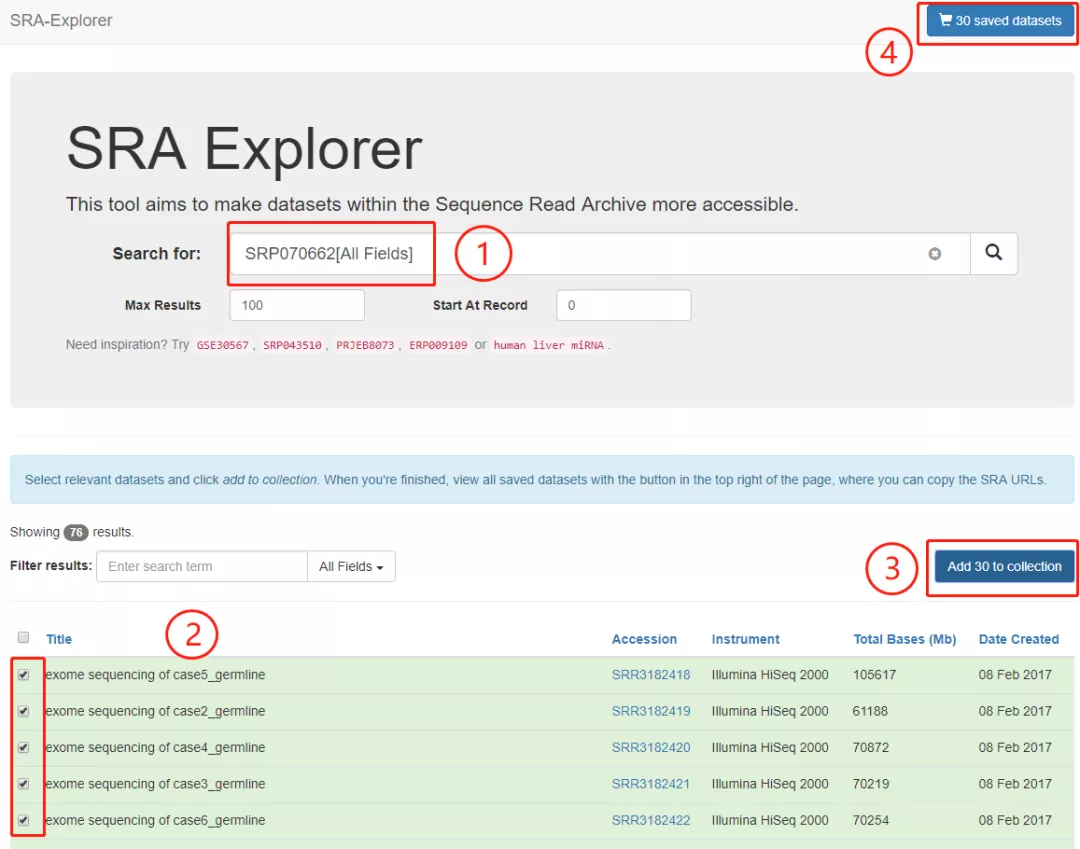 SRA-Explorer
30 saved datasets
4
SRA Explorer
This tool aims to make datasets within the Sequence Read Archive more accessible.
Search for: SRP070662[All Fields] 1
Max Results 100 Start At Record 0
Need inspiration? Try GSE30567, SRP043510, PRJEB8073, ERP009109 or human liver miRNA.
Select relevant datasets and click add to collection. When you're finished, view all saved datasets with the button in the top right of the page, where you can copy the SRA URLs.
Showing 76 results.
Filter results: Enter search term All Fields 3 Add 30 to collection
Title 2 Accession Instrument Total Bases (Mb) Date Created
exome sequencing of case5_germline SRR3182418 Illumina HiSeq 2000 105617 08 Feb 2017
exome sequencing of case2_germline SRR3182419 Illumina HiSeq 2000 61188 08 Feb 2017
exome sequencing of case4_germline SRR3182420 Illumina HiSeq 2000 70872 08 Feb 2017
exome sequencing of case3_germline SRR3182421 Illumina HiSeq 2000 70219 08 Feb 2017
exome sequencing of case6_germline SRR3182422 Illumina HiSeq 2000 70254 08 Feb 2017